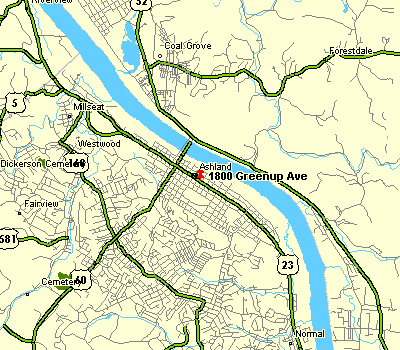 Riverview
52
Coal Grove
Forestdale
5
Millseat
Westwood
Ashland
Dickerson Cemetery
168
1800 Greenup Ave
Fairview
581
23
Cemetery
60
Normal